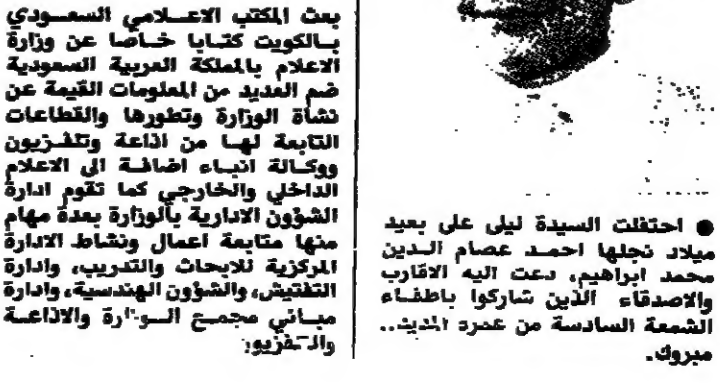 ● احتفلت السيدة ليلى على بعيد
ميلاد نجلها احمد عصام الدين
محمد ابراهيم، دعت اليه الاقارب
والاصدقاء الذين شاركوا باطفاء
الشمعة السادسة من المديد..
مبروك.
بعث المكتب الاعلامي السعودي
بالكويت كتابا خاصا عن وزارة
الاعلام بالمملكة العربية السعودية
ضم العديد من المعلومات القيمة عن
نشأة الوزارة وتطورها والقطاعات
التابعة لها من اذاعة وتلفزيون
ووكالة انباء اضافة الى الاعلام
الداخلي والخارجي كما تقوم ادارة
الشؤون الادارية بالوزارة بعدة مهام
منها متابعة اعمال ونشاط الادارة
المركزية للابحاث والتدريب، وادارة
التفتيش، والشؤون الهندسية، وادارة
مباني مجمع الوزارة والاذاعة
والتلفزيون